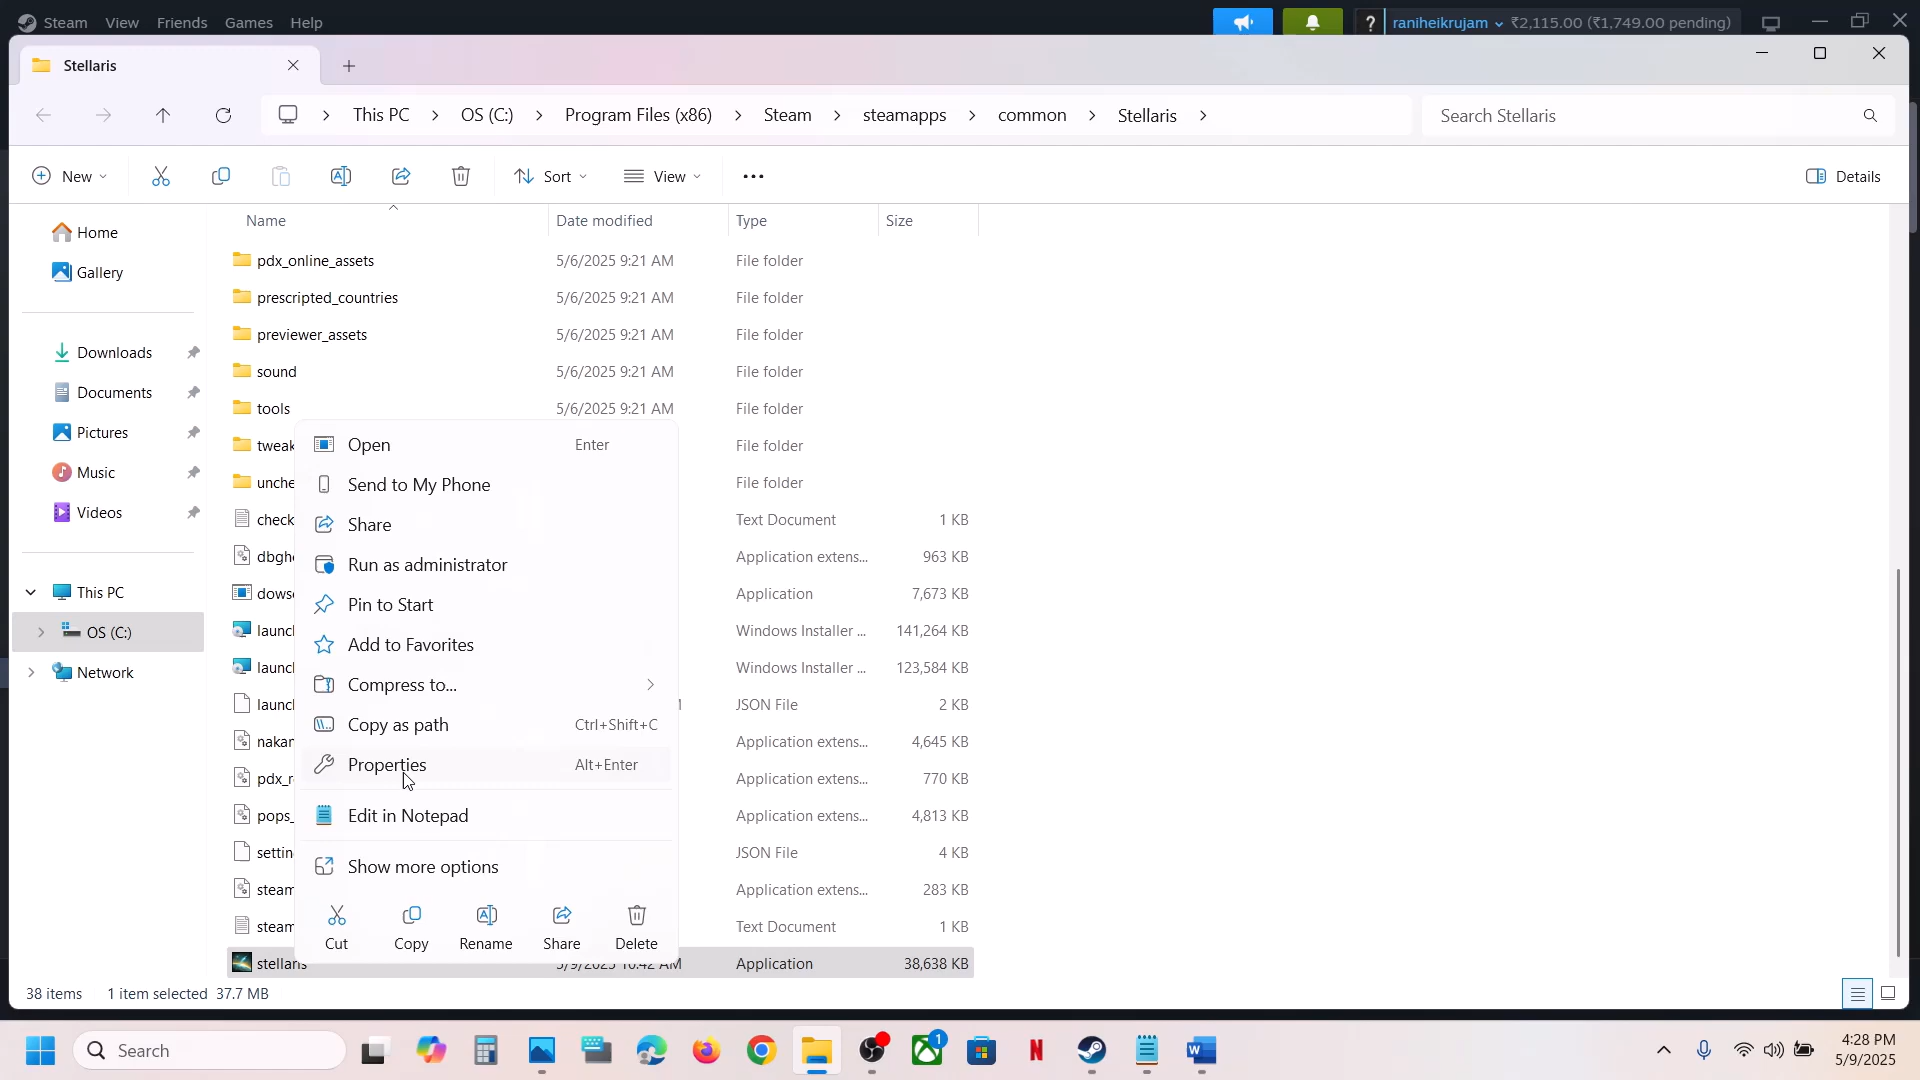 Steam View Friends Games Help
? raniheikrujam ₹2,115.00 (₹1,749.00 pending)
Stellaris
This PC > OS (C:) > Program Files (x86) > Steam > steamapps > common > Stellaris >
Search Stellaris
New
Sort
View
Details
Name Date modified Type Size
Home
Gallery
Downloads
Documents
Pictures
Music
Videos
This PC
OS (C:)
Network
pdx_online_assets 5/6/2025 9:21 AM File folder
prescripted_countries 5/6/2025 9:21 AM File folder
previewer_assets 5/6/2025 9:21 AM File folder
sound 5/6/2025 9:21 AM File folder
tools 5/6/2025 9:21 AM File folder
tweak File folder
unche File folder
check Text Document 1 KB
dbghe Application extens... 963 KB
dowse Application 7,673 KB
launc Windows Installer ... 141,264 KB
launc Windows Installer ... 123,584 KB
launc JSON File 2 KB
nakan Application extens... 4,645 KB
pdx_r Application extens... 770 KB
pops_ Application extens... 4,813 KB
settin JSON File 4 KB
steam Application extens... 283 KB
steam Text Document 1 KB
stellaris 5/9/2025 10:42 AM Application 38,638 KB
Open Enter
Send to My Phone
Share
Run as administrator
Pin to Start
Add to Favorites
Compress to...
Copy as path Ctrl+Shift+C
Properties Alt+Enter
Edit in Notepad
Show more options
Cut Copy Rename Share Delete
38 items 1 item selected 37.7 MB
Search
1
4:28 PM
5/9/2025